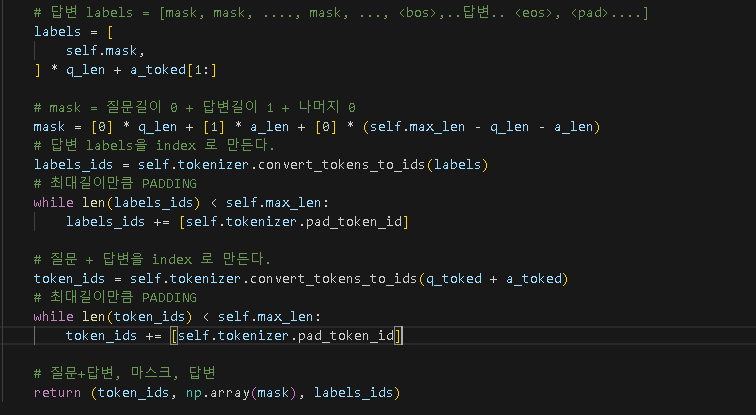 # 답변 labels = [mask, mask, ...., mask, ..., <bos>,..답변.. <eos>, <pad>....]
labels = [
    self.mask,
] * q_len + a_toked[1:]
# mask = 질문길이 0 + 답변길이 1 + 나머지 0
mask = [0] * q_len + [1] * a_len + [0] * (self.max_len - q_len - a_len)
# 답변 labels을 index 로 만든다.
labels_ids = self.tokenizer.convert_tokens_to_ids(labels)
# 최대길이만큼 PADDING
while len(labels_ids) < self.max_len:
    labels_ids += [self.tokenizer.pad_token_id]
# 질문 + 답변을 index 로 만든다.
token_ids = self.tokenizer.convert_tokens_to_ids(q_toked + a_toked)
# 최대길이만큼 PADDING
while len(token_ids) < self.max_len:
    token_ids += [self.tokenizer.pad_token_id]
# 질문+답변, 마스크, 답변
return (token_ids, np.array(mask), labels_ids)